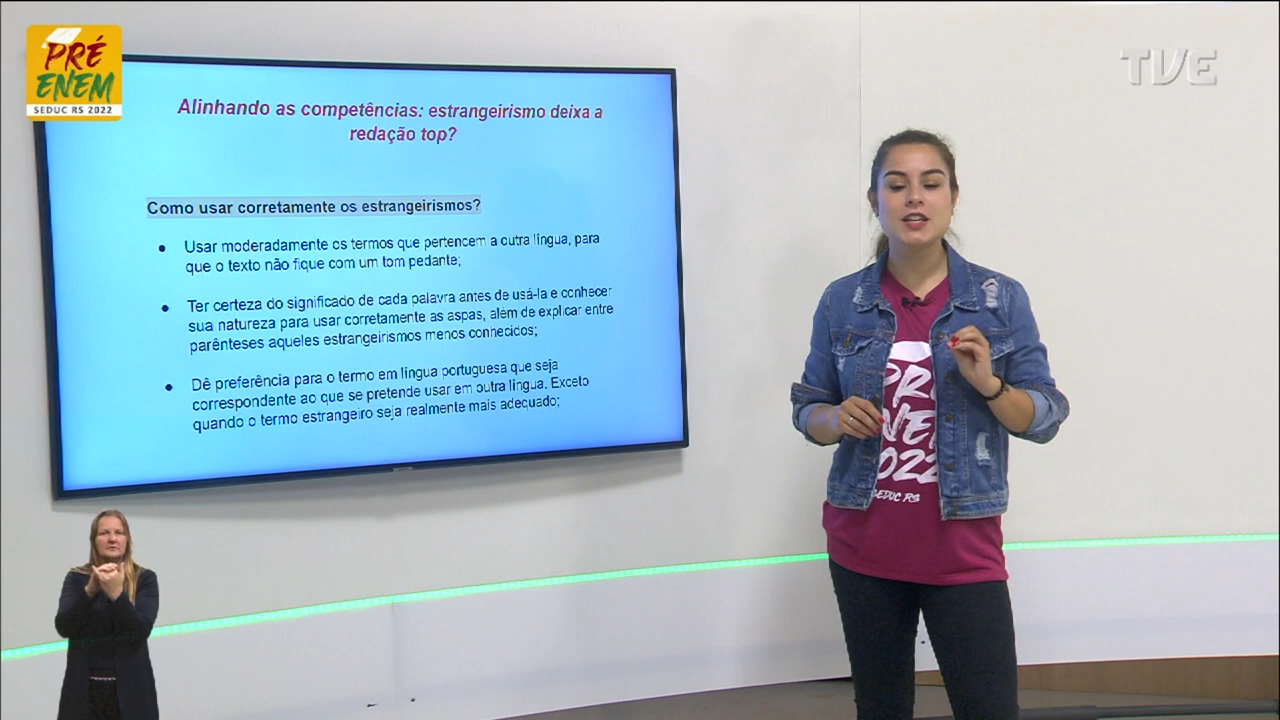 PRÉ
ENEM
SEDUC RS 2022
TVE
Alinhando as competências: estrangeirismo deixa a
redação top?
Como usar corretamente os estrangeirismos?
● Usar moderadamente os termos que pertencem a outra língua, para
que o texto não fique com um tom pedante;
● Ter certeza do significado de cada palavra antes de usá-la e conhecer
sua natureza para usar corretamente as aspas, além de explicar entre
parênteses aqueles estrangeirismos menos conhecidos;
● Dê preferência para o termo em língua portuguesa que seja
correspondente ao que se pretende usar em outra língua. Exceto
quando o termo estrangeiro seja realmente mais adequado;
PRÉ
ENEM
2022
SEDUC RS